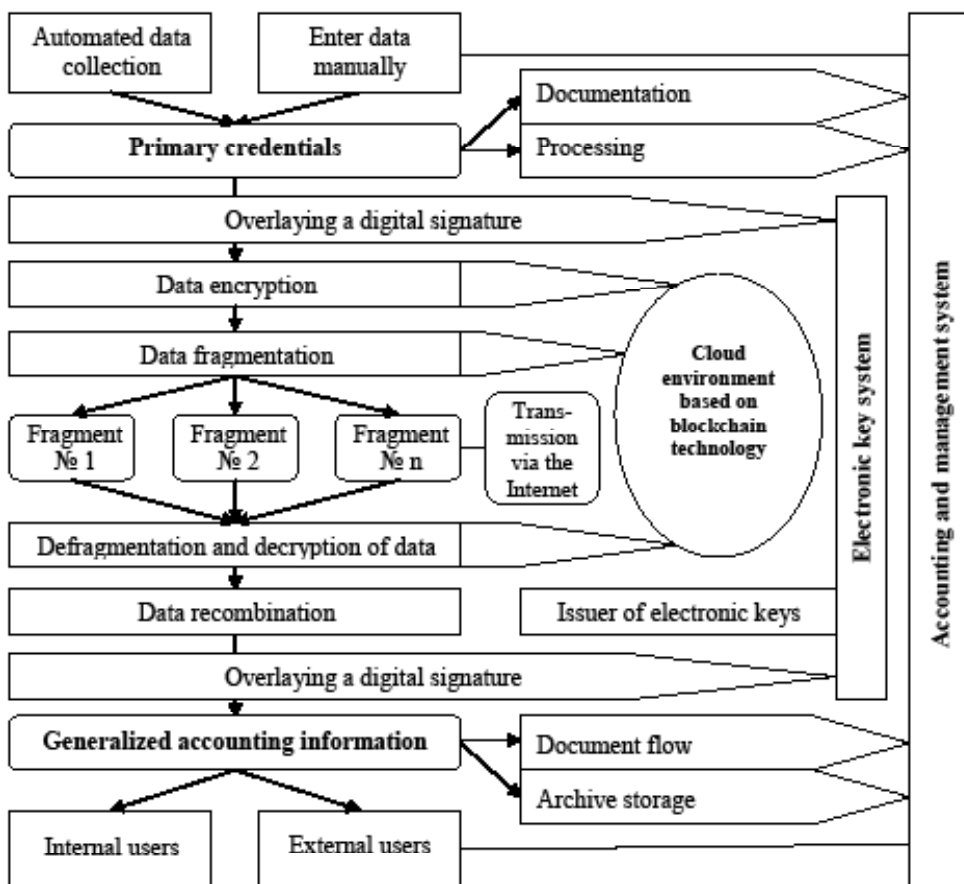 Automated data
collection
Enter data
manually
Documentation
Primary credentials
Processing
Overlaying a digital signature
Data encryption
Data fragmentation
Cloud
environment
based on
blockchain
technology
Fragment
№ 1
Fragment
№ 2
Fragment
№ n
Trans-
mission
via the
Internet
Defragmentation and decryption of data
Data recombination
Issuer of electronic keys
Overlaying a digital signature
Generalized accounting information
Document flow
Archive storage
Internal users
External users
Electronic key system
Accounting and management system